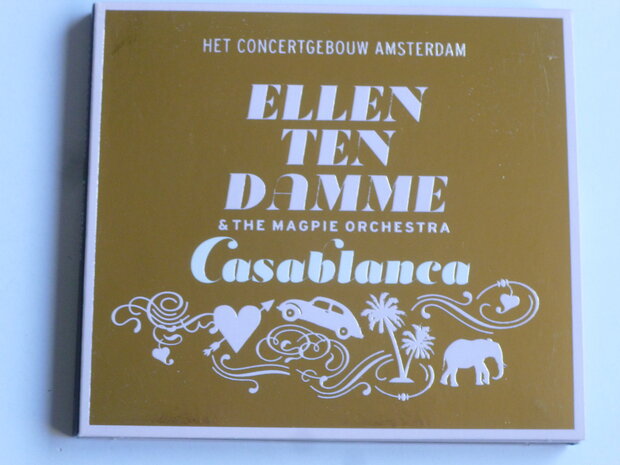 HET CONCERTGEBOUW AMSTERDAM
ELLEN
TEN
DAMME
& THE MAGPIE ORCHESTRA
Casablanca